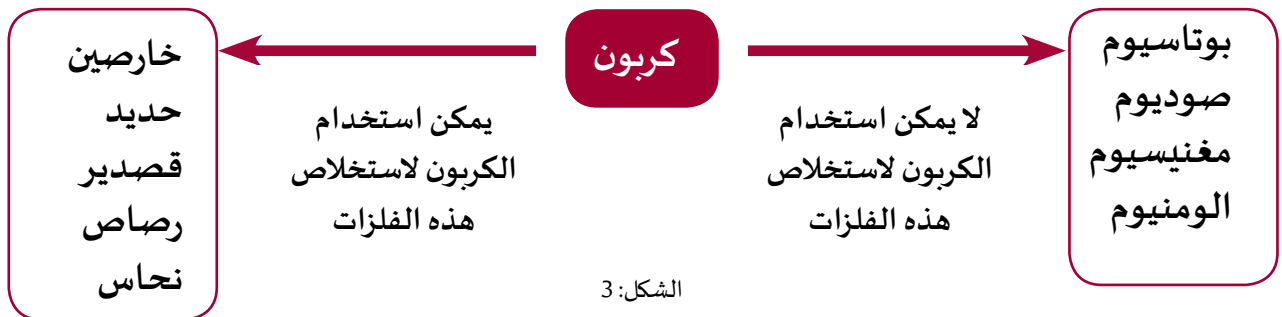 بوتاسيوم
صوديوم
مغنيسيوم
الومنيوم
لا يمكن استخدام
الكربون لاستخلاص
هذه الفلزات
كربون
يمكن استخدام
الكربون لاستخلاص
هذه الفلزات
خارصين
حديد
قصدير
رصاص
نحاس
الشكل: 3